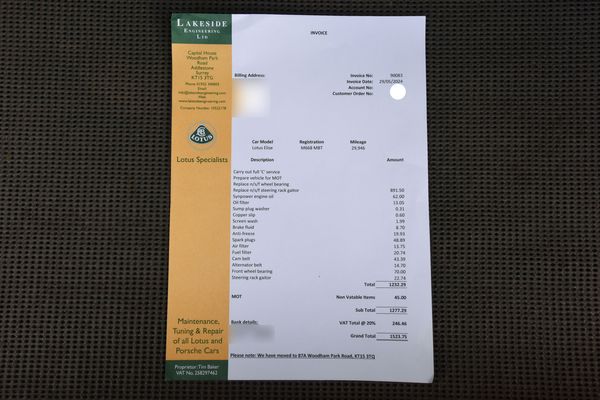 LAKESIDE
ENGINEERING
LTD
Capital House
Woodham Park
Road
Addlestone
Surrey
KT15 3TG
INVOICE
Billing Address:
Invoice No: 90083
Invoice Date: 29/05/2024
Account No:
Customer Order No:
LOTUS
Lotus Specialists
Car Model Registration Mileage
Lotus Elise M668 MBT 29,946
Description Amount
Carry out full 'C' service
Prepare vehicle for MOT
Replace n/s/f wheel bearing
Replace n/s/f steering rack gaitor 891.50
Synpower engine oil 62.00
Oil filter 13.05
Sump plug washer 0.31
Copper slip 0.60
Screen wash 1.99
Brake fluid 8.70
Anti-freeze 19.93
Spark plugs 48.89
Air filter 13.75
Fuel filter 20.74
Cam belt 43.39
Alternator belt 14.70
Front wheel bearing 70.00
Steering rack gaitor 22.74
Total 1232.29
MOT Non Vatable Items 45.00
Sub Total 1277.29
Bank details: VAT Total @ 20% 246.46
Grand Total 1523.75
Please note: We have moved to 87A Woodham Park Road, KT15 3TQ
Maintenance,
Tuning & Repair
of all Lotus and
Porsche Cars
Proprietor: Tim Baker
VAT No. 258297462